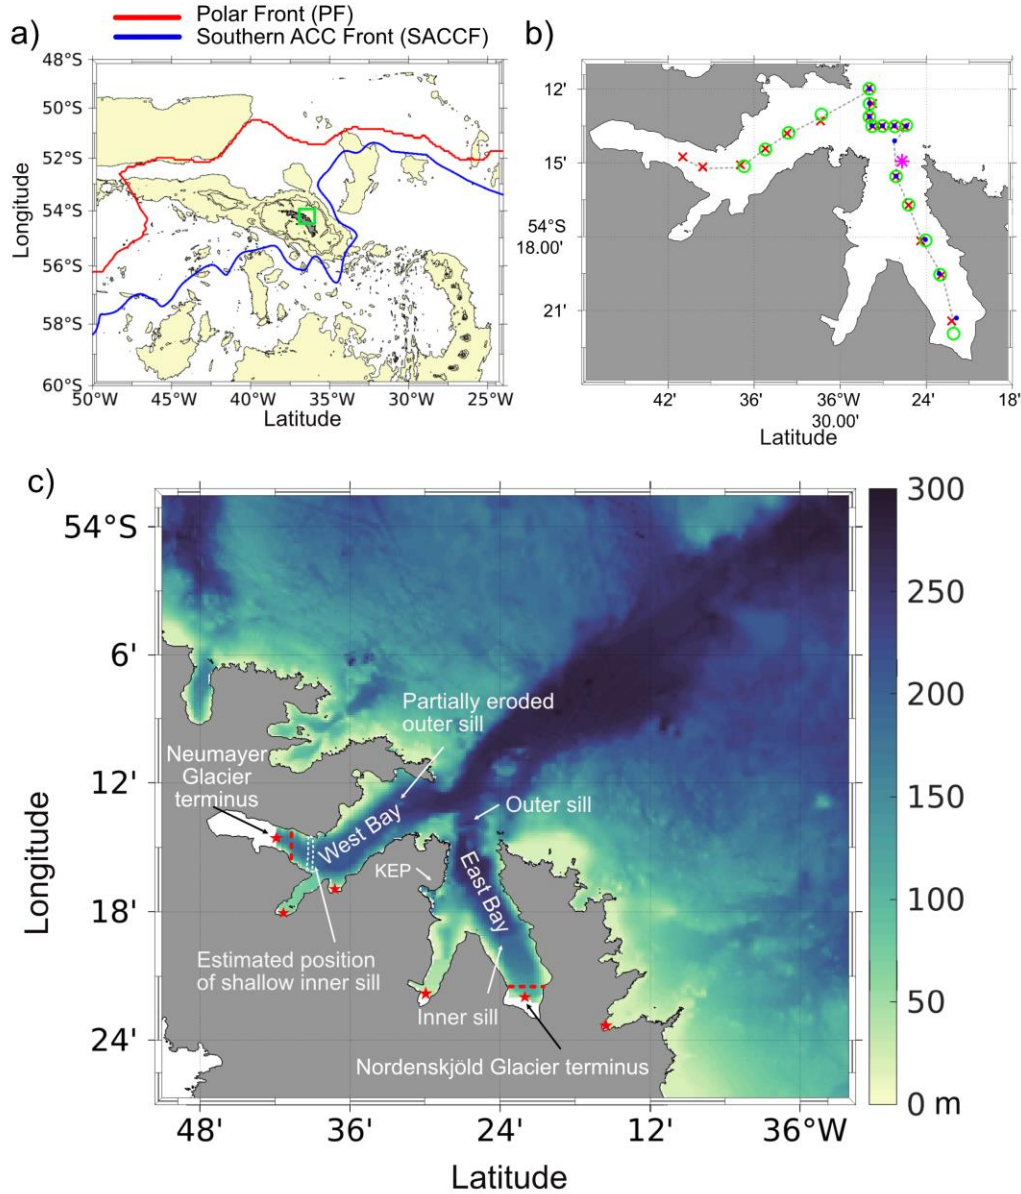 Polar Front (PF)
Southern ACC Front (SACCF)
a)
48°S
50°S
52°S
54°S
56°S
58°S
60°S
Longitude
50°W
45°W
40°W
35°W
30°W
25°W
Latitude
b)
12'
15'
54°S
18.00'
21'
42'
36'
36°W
30.00'
24'
18'
Latitude
c)
54°S
6'
12'
18'
24'
Longitude
Partially eroded
outer sill
Neumayer
Glacier
terminus
West Bay
Outer sill
KEP
East Bay
Estimated position
of shallow inner sill
Inner sill
Nordenskjöld Glacier terminus
48'
36'
24'
12'
36°W
Latitude
300
250
200
150
100
50
0 m